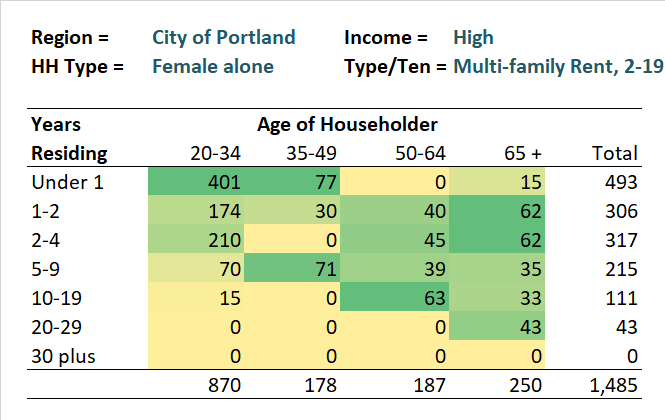 Region = City of Portland Income = High
HH Type = Female alone Type/Ten = Multi-family Rent, 2-19
Years Age of Householder
Residing 20-34 35-49 50-64 65 + Total
Under 1 401 77 0 15 493
1-2 174 30 40 62 306
2-4 210 0 45 62 317
5-9 70 71 39 35 215
10-19 15 0 63 33 111
20-29 0 0 0 43 43
30 plus 0 0 0 0 0
870 178 187 250 1,485